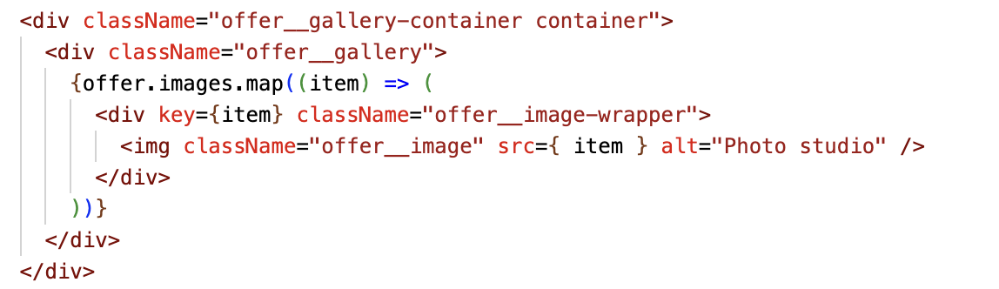 <div className="offer__gallery-container container">
<div className="offer__gallery">
{offer.images.map((item) => (
<div key={item} className="offer__image-wrapper">
<img className="offer__image" src={ item } alt="Photo studio" />
</div>
))}
</div>
</div>